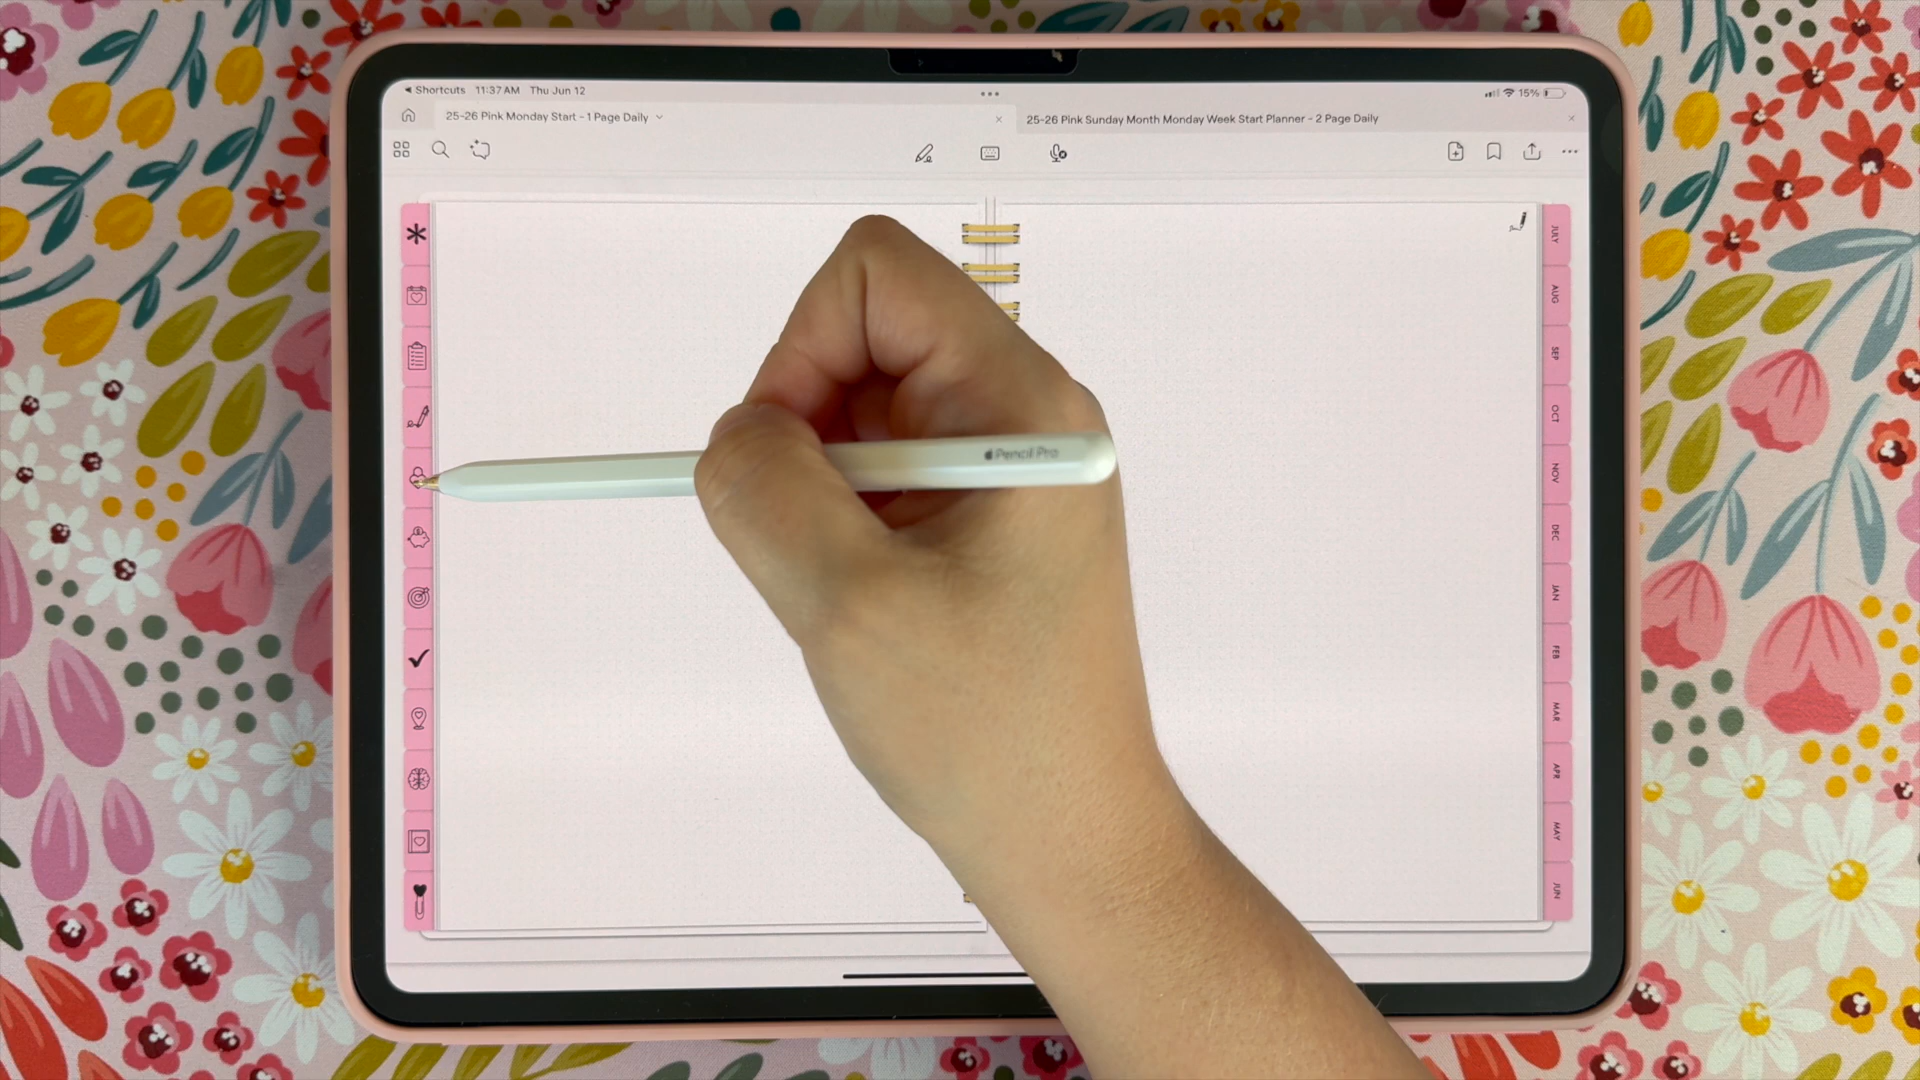 Shortcuts 11:37 AM Thu Jun 12
15%
25-26 Pink Monday Start - 1 Page Daily
25-26 Pink Sunday Month Monday Week Start Planner - 2 Page Daily
JULY
AUG
SEP
OCT
NOV
DEC
JAN
FEB
MAR
APR
MAY
JUN
Pencil Pro